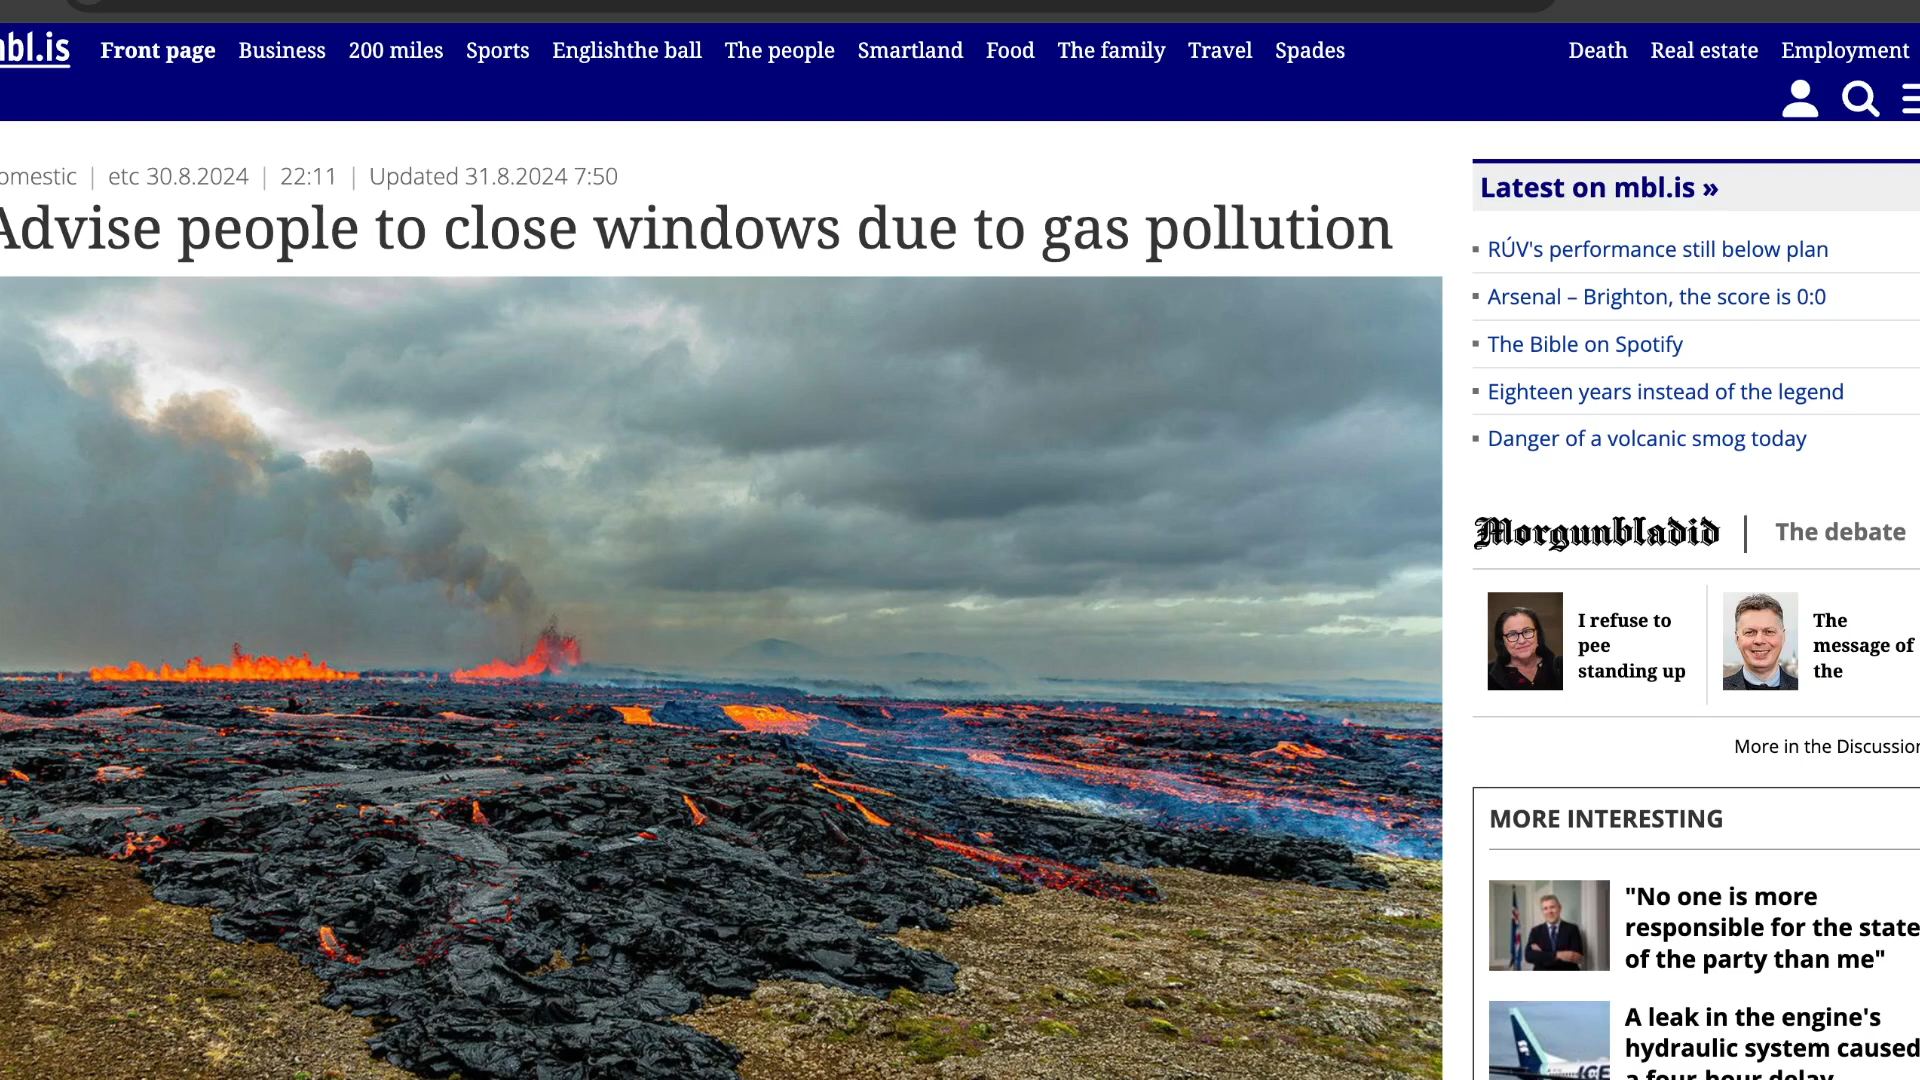 mbl.is Front page Business 200 miles Sports Englishthe ball The people Smartland Food The family Travel Spades Death Real estate Employment
omestic | etc 30.8.2024 | 22:11 | Updated 31.8.2024 7:50
Advise people to close windows due to gas pollution
Latest on mbl.is »
RÚV's performance still below plan
Arsenal – Brighton, the score is 0:0
The Bible on Spotify
Eighteen years instead of the legend
Danger of a volcanic smog today
Morgunbladid | The debate
I refuse to
pee
standing up
The
message of
the
More in the Discussion
MORE INTERESTING
"No one is more
responsible for the state
of the party than me"
A leak in the engine's
hydraulic system caused
a four-hour delay
ICE